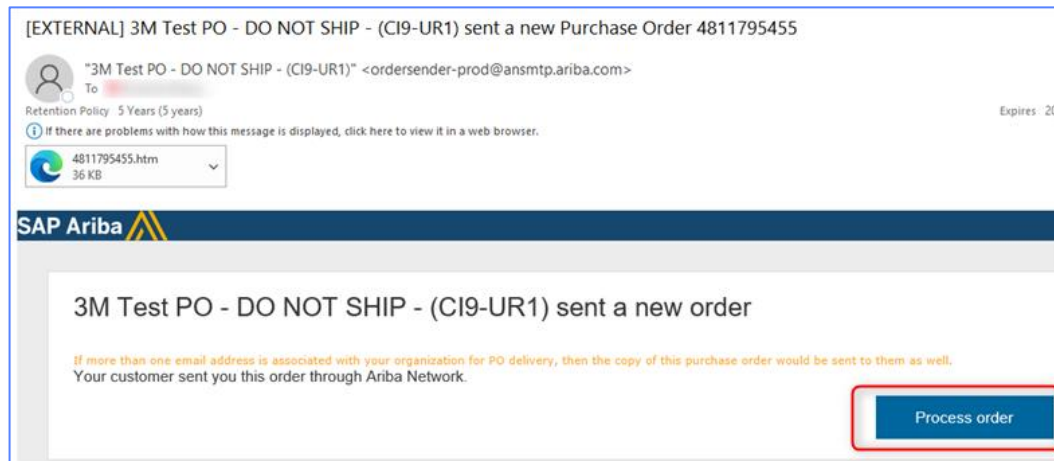 [EXTERNAL] 3M Test PO - DO NOT SHIP - (CI9-UR1) sent a new Purchase Order 4811795455
"3M Test PO - DO NOT SHIP - (CI9-UR1)" <ordersender-prod@ansmtp.ariba.com>
To
Retention Policy 5 Years (5 years) Expires 20
If there are problems with how this message is displayed, click here to view it in a web browser.
4811795455.htm
36 KB
SAP Ariba
3M Test PO - DO NOT SHIP - (CI9-UR1) sent a new order
If more than one email address is associated with your organization for PO delivery, then the copy of this purchase order would be sent to them as well.
Your customer sent you this order through Ariba Network.
Process order